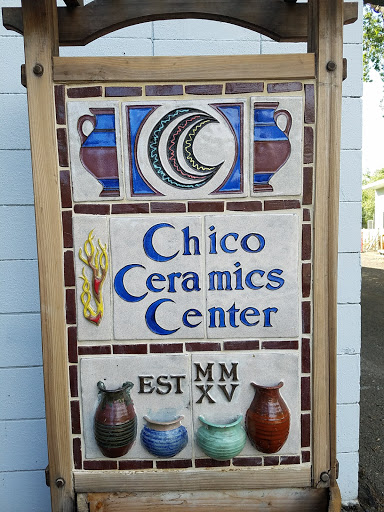 Chico
Ceramics
Center
EST MM
XV